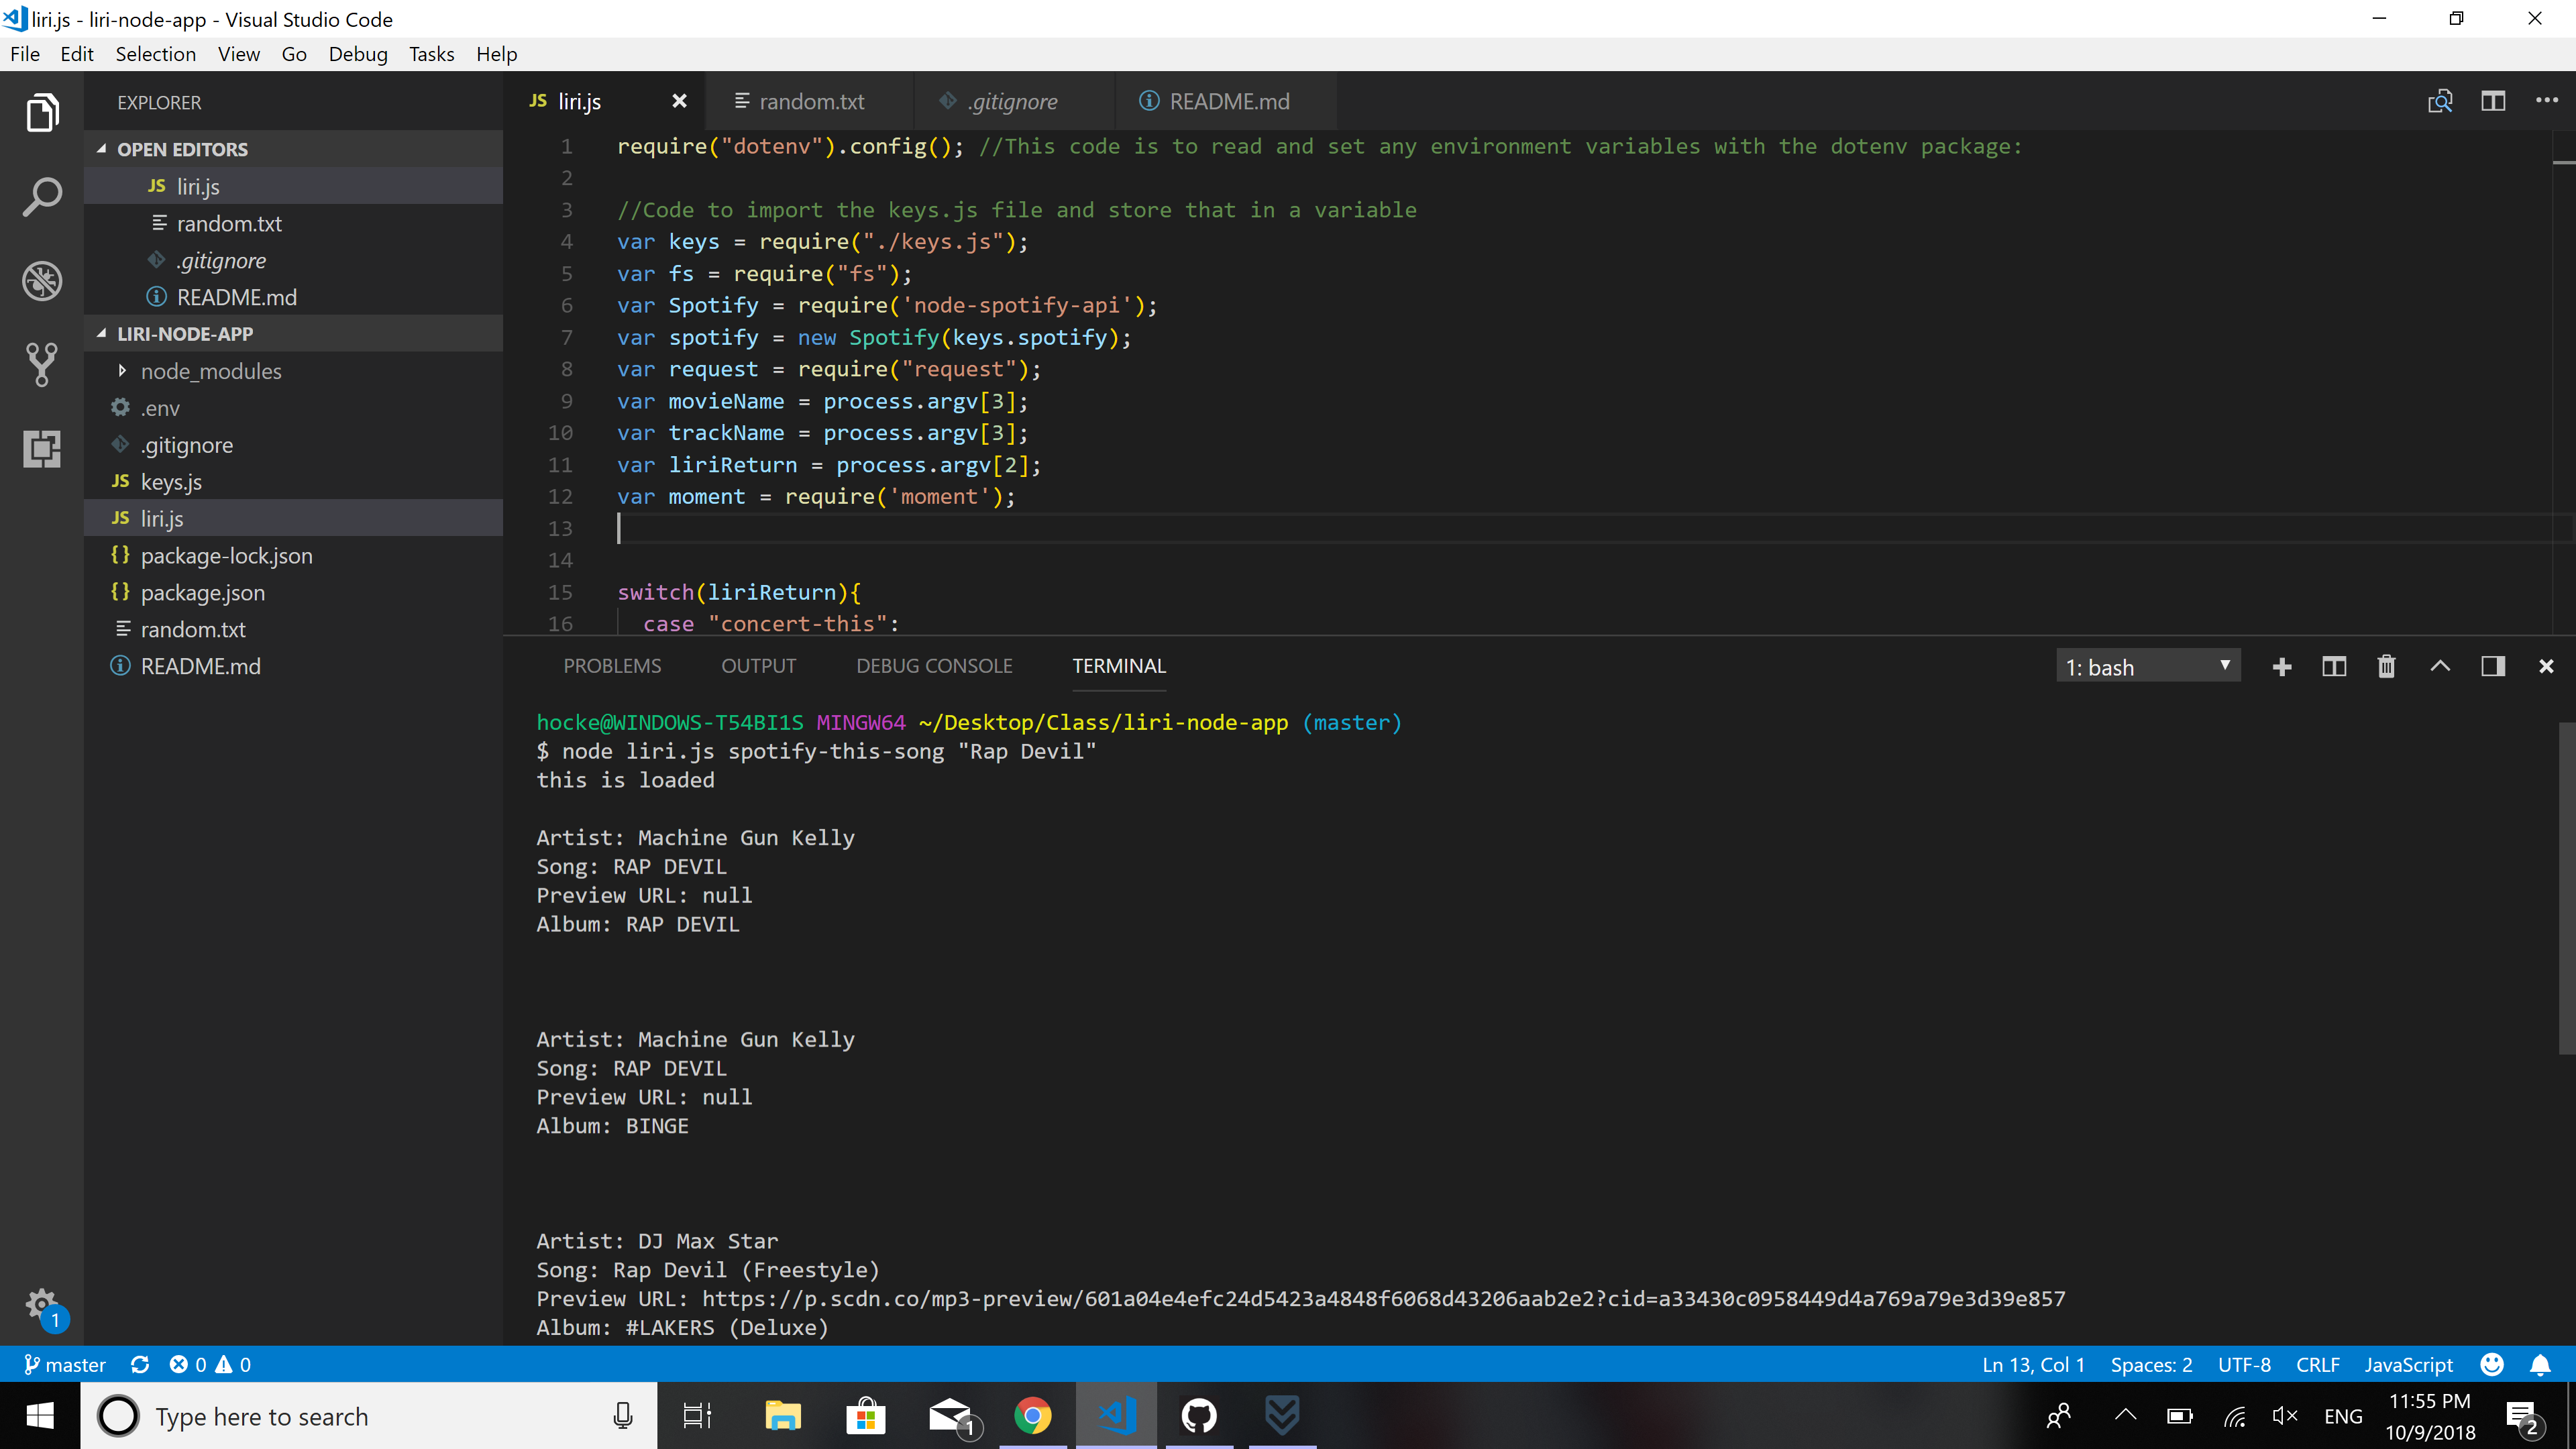 liri.js - liri-node-app - Visual Studio Code
File Edit Selection View Go Debug Tasks Help
EXPLORER
OPEN EDITORS
JS liri.js
random.txt
.gitignore
README.md
LIRI-NODE-APP
node_modules
.env
.gitignore
JS keys.js
JS liri.js
{} package-lock.json
{} package.json
random.txt
README.md
1
JS liri.js random.txt .gitignore README.md
1 require("dotenv").config(); //This code is to read and set any environment variables with the dotenv package:
2
3 //Code to import the keys.js file and store that in a variable
4 var keys = require("./keys.js");
5 var fs = require("fs");
6 var Spotify = require('node-spotify-api');
7 var spotify = new Spotify(keys.spotify);
8 var request = require("request");
9 var movieName = process.argv[3];
10 var trackName = process.argv[3];
11 var liriReturn = process.argv[2];
12 var moment = require('moment');
13
14
15 switch(liriReturn){
16 case "concert-this":
PROBLEMS OUTPUT DEBUG CONSOLE TERMINAL 1: bash
hocke@WINDOWS-T54BI1S MINGW64 ~/Desktop/Class/liri-node-app (master)
$ node liri.js spotify-this-song "Rap Devil"
this is loaded
Artist: Machine Gun Kelly
Song: RAP DEVIL
Preview URL: null
Album: RAP DEVIL
Artist: Machine Gun Kelly
Song: RAP DEVIL
Preview URL: null
Album: BINGE
Artist: DJ Max Star
Song: Rap Devil (Freestyle)
Preview URL: https://p.scdn.co/mp3-preview/601a04e4efc24d5423a4848f6068d43206aab2e2?cid=a33430c0958449d4a769a79e3d39e857
Album: #LAKERS (Deluxe)
master 0 0 Ln 13, Col 1 Spaces: 2 UTF-8 CRLF JavaScript
Type here to search 1 ENG 11:55 PM
10/9/2018 2